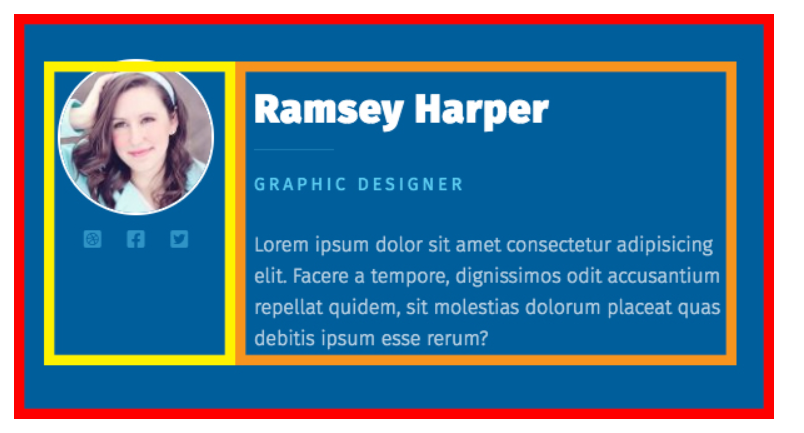 Ramsey Harper
GRAPHIC DESIGNER
Lorem ipsum dolor sit amet consectetur adipisicing
elit. Facere a tempore, dignissimos odit accusantium
repellat quidem, sit molestias dolorum placeat quas
debitis ipsum esse rerum?